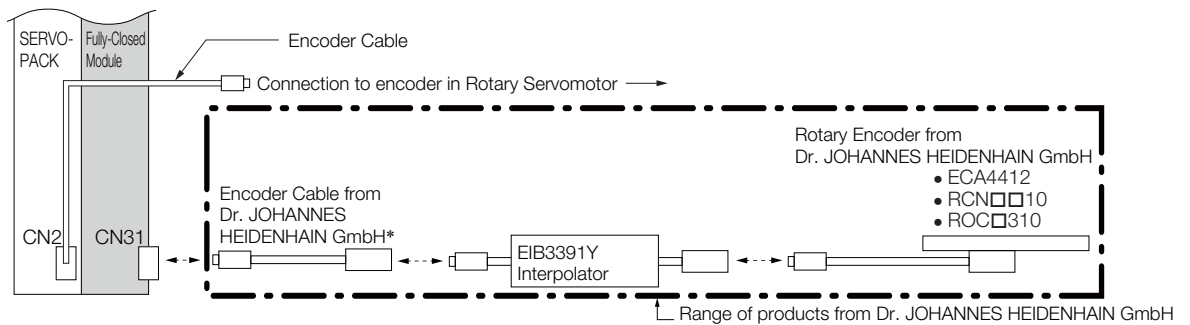 SERVO-
PACK
Fully-Closed
Module
Encoder Cable
Connection to encoder in Rotary Servomotor
Rotary Encoder from
Dr. JOHANNES HEIDENHAIN GmbH
• ECA4412
• RCN□□10
• ROC□310
Encoder Cable from
Dr. JOHANNES
HEIDENHAIN GmbH*
CN2
CN31
EIB3391Y
Interpolator
Range of products from Dr. JOHANNES HEIDENHAIN GmbH